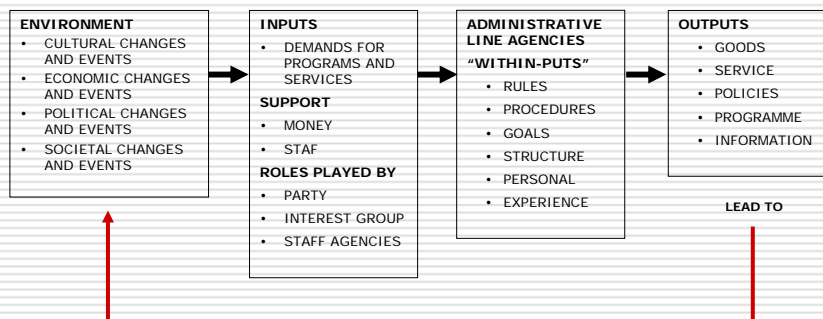 ENVIRONMENT
• CULTURAL CHANGES
AND EVENTS
• ECONOMIC CHANGES
AND EVENTS
• POLITICAL CHANGES
AND EVENTS
• SOCIETAL CHANGES
AND EVENTS
INPUTS
• DEMANDS FOR
PROGRAMS AND
SERVICES
SUPPORT
• MONEY
• STAF
ROLES PLAYED BY
• PARTY
• INTEREST GROUP
• STAFF AGENCIES
ADMINISTRATIVE
LINE AGENCIES
“WITHIN-PUTS”
• RULES
• PROCEDURES
• GOALS
• STRUCTURE
• PERSONAL
• EXPERIENCE
OUTPUTS
• GOODS
• SERVICE
• POLICIES
• PROGRAMME
• INFORMATION
LEAD TO